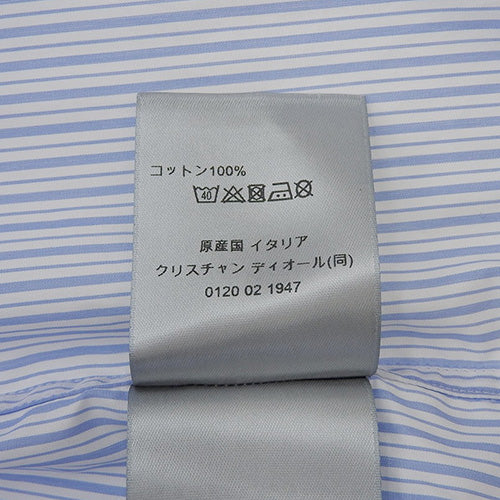 コットン100%
40
原産国 イタリア
クリスチャン ディオール(同)
0120 02 1947